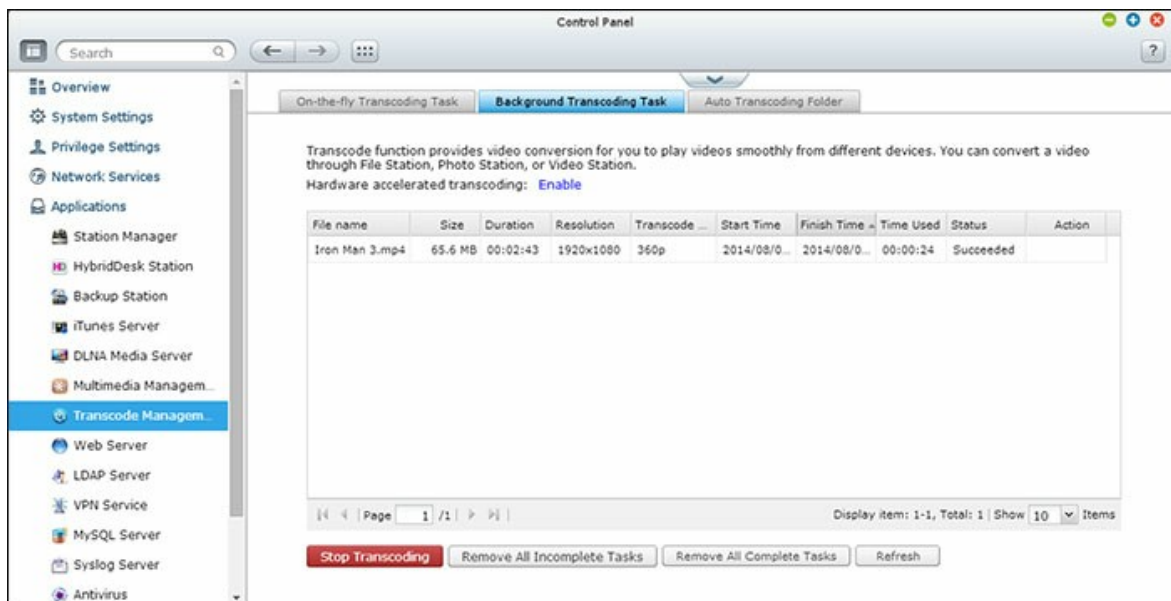 Control Panel
Search
?
Overview
System Settings
Privilege Settings
Network Services
Applications
Station Manager
HD HybridDesk Station
Backup Station
iTunes Server
DLNA Media Server
Multimedia Managem...
Transcode Managem...
Web Server
LDAP Server
VPN Service
MySQL Server
Syslog Server
Antivirus
On-the-fly Transcoding Task
Background Transcoding Task
Auto Transcoding Folder
Transcode function provides video conversion for you to play videos smoothly from different devices. You can convert a video
through File Station, Photo Station, or Video Station.
Hardware accelerated transcoding: Enable
File name Size Duration Resolution Transcode ... Start Time Finish Time Time Used Status Action
Iron Man 3.mp4 65.6 MB 00:02:43 1920x1080 360p 2014/08/0... 2014/08/0... 00:00:24 Succeeded
Page 1 /1 Display item: 1-1, Total: 1 Show 10 Items
Stop Transcoding Remove All Incomplete Tasks Remove All Complete Tasks Refresh